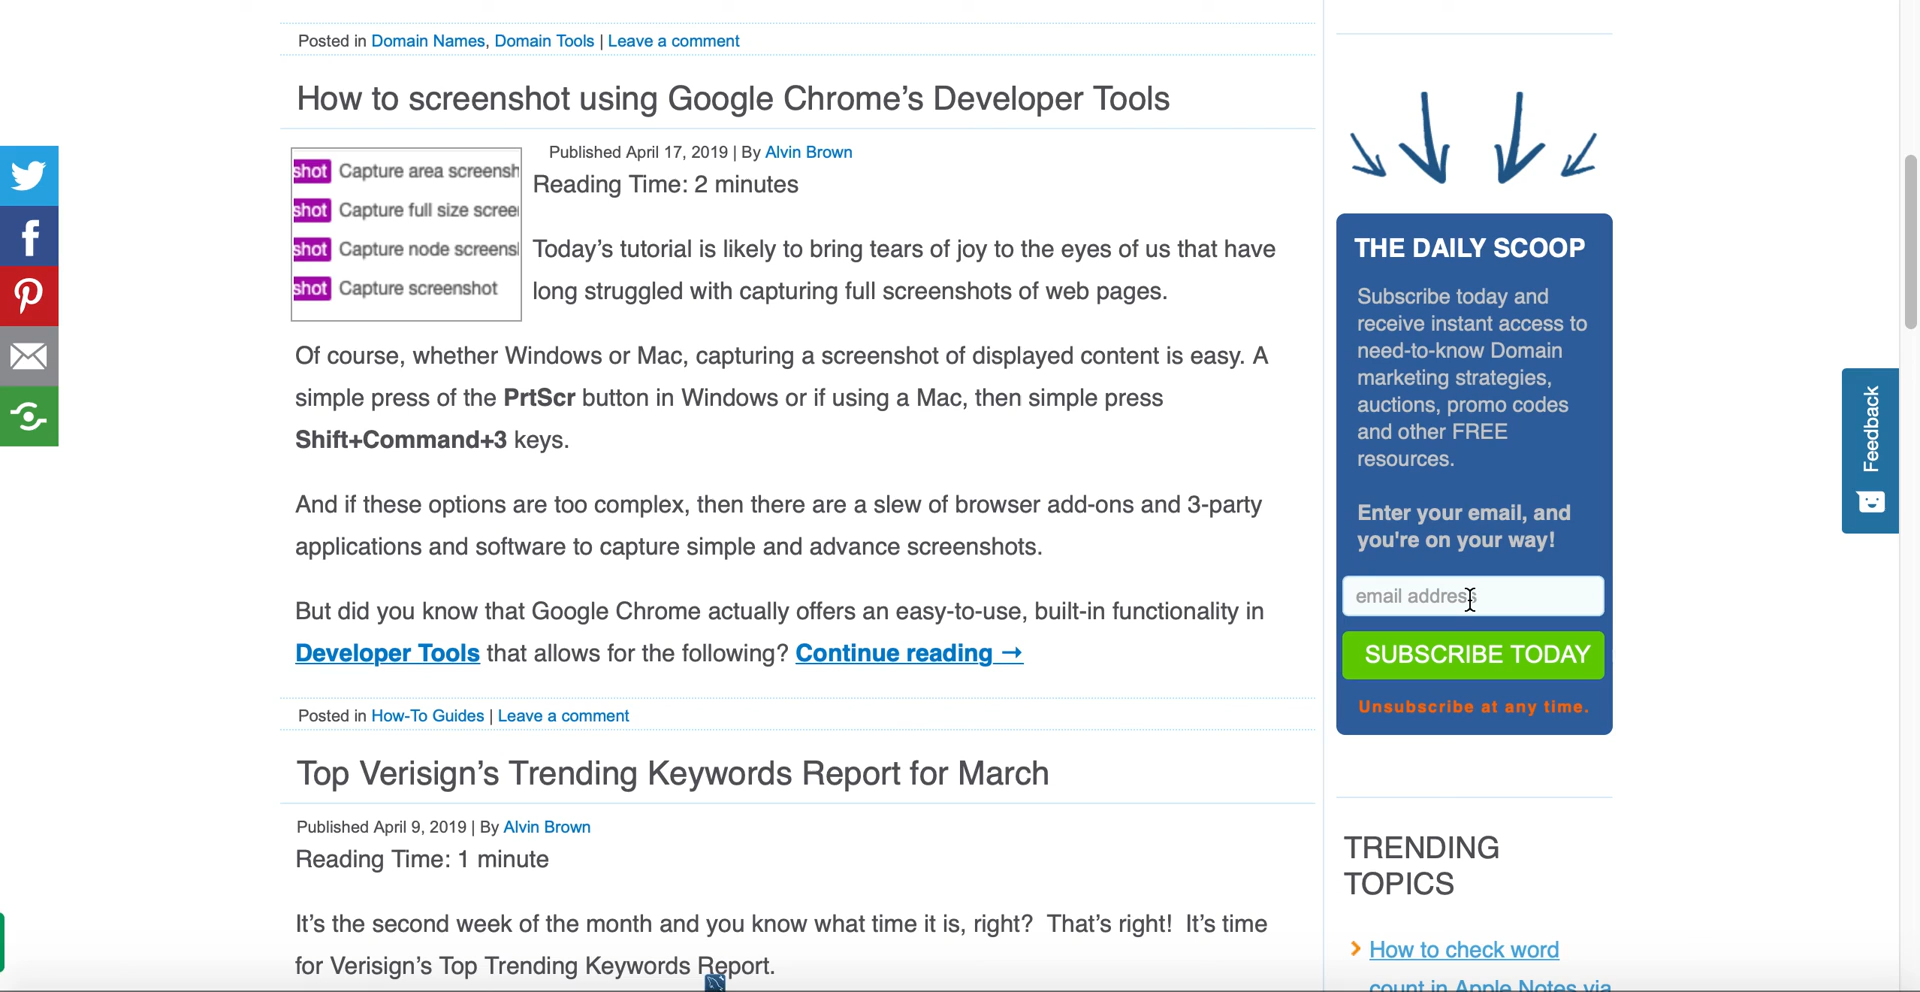 Posted in Domain Names, Domain Tools | Leave a comment
How to screenshot using Google Chrome’s Developer Tools
Published April 17, 2019 | By Alvin Brown
Reading Time: 2 minutes
shot Capture area screensh
shot Capture full size scree
shot Capture node screens
shot Capture screenshot
Today’s tutorial is likely to bring tears of joy to the eyes of us that have
long struggled with capturing full screenshots of web pages.
Of course, whether Windows or Mac, capturing a screenshot of displayed content is easy. A
simple press of the PrtScr button in Windows or if using a Mac, then simple press
Shift+Command+3 keys.
And if these options are too complex, then there are a slew of browser add-ons and 3-party
applications and software to capture simple and advance screenshots.
But did you know that Google Chrome actually offers an easy-to-use, built-in functionality in
Developer Tools that allows for the following? Continue reading →
Posted in How-To Guides | Leave a comment
Top Verisign’s Trending Keywords Report for March
Published April 9, 2019 | By Alvin Brown
Reading Time: 1 minute
It’s the second week of the month and you know what time it is, right? That’s right! It’s time
for Verisign’s Top Trending Keywords Report.
THE DAILY SCOOP
Subscribe today and
receive instant access to
need-to-know Domain
marketing strategies,
auctions, promo codes
and other FREE
resources.
Enter your email, and
you're on your way!
email address
SUBSCRIBE TODAY
Unsubscribe at any time.
TRENDING
TOPICS
How to check word
count in Apple Notes via
Feedback